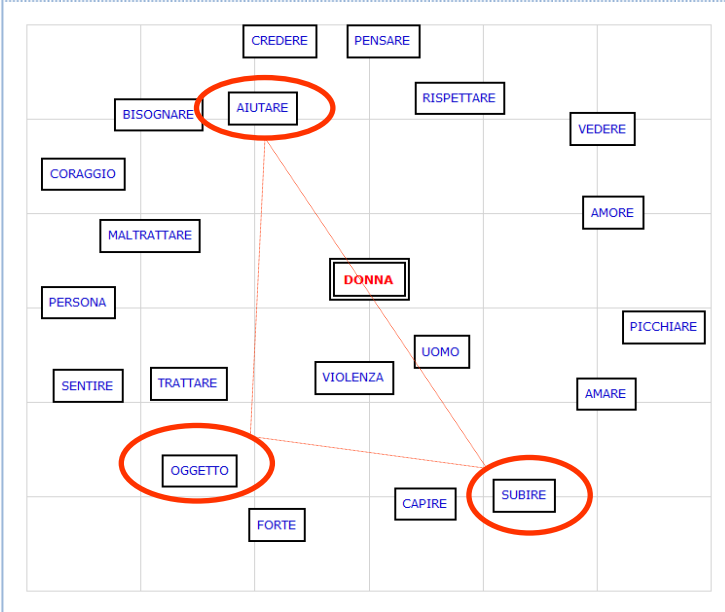 CREDERE
PENSARE
RISPETTARE
AIUTARE
BISOGNARE
VEDERE
CORAGGIO
AMORE
MALTRATTARE
DONNA
PERSONA
PICCHIARE
UOMO
VIOLENZA
TRATTARE
SENTIRE
AMARE
OGGETTO
SUBIRE
CAPIRE
FORTE